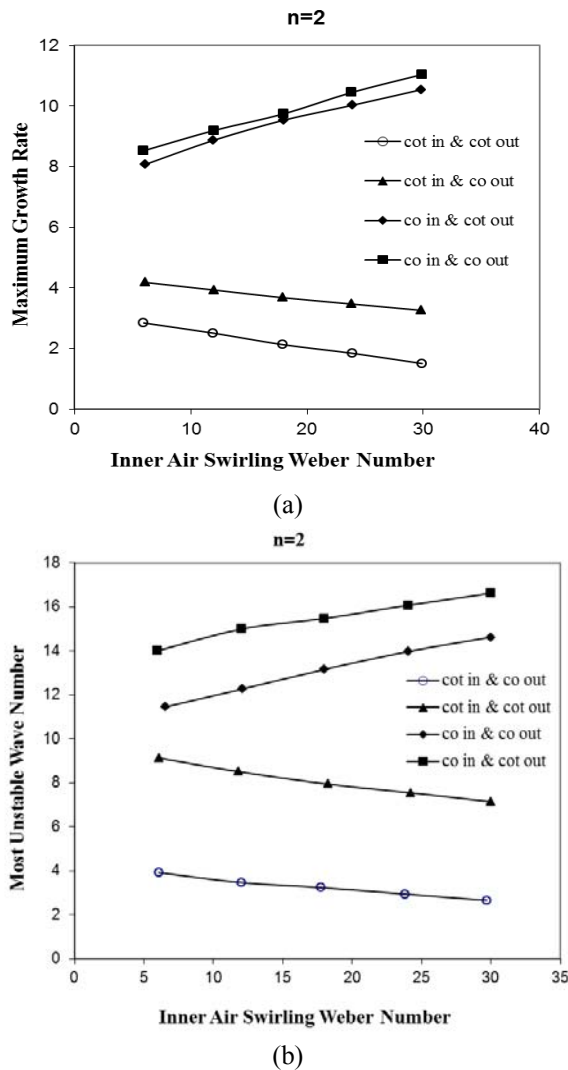 n=2
Maximum Growth Rate
12
10
8
6
4
2
0
cot in & cot out
cot in & co out
co in & cot out
co in & co out
0 10 20 30 40
Inner Air Swirling Weber Number
(a)
n=2
Most Unstable Wave Number
18
16
14
12
10
8
6
4
2
0
cot in & co out
cot in & cot out
co in & co out
co in & cot out
0 5 10 15 20 25 30 35
Inner Air Swirling Weber Number
(b)